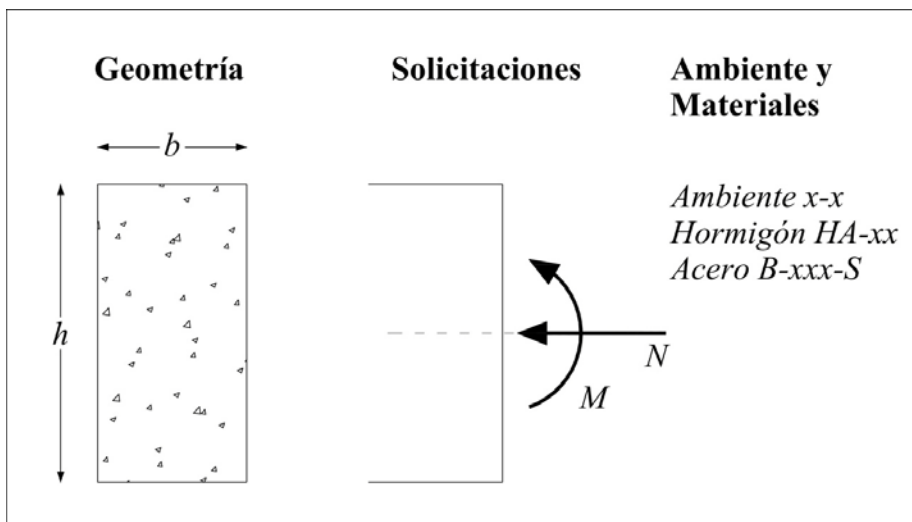 Geometría
Solicitaciones
Ambiente y
Materiales
b
h
Ambiente x-x
Hormigón HA-xx
Acero B-xxx-S
N
M